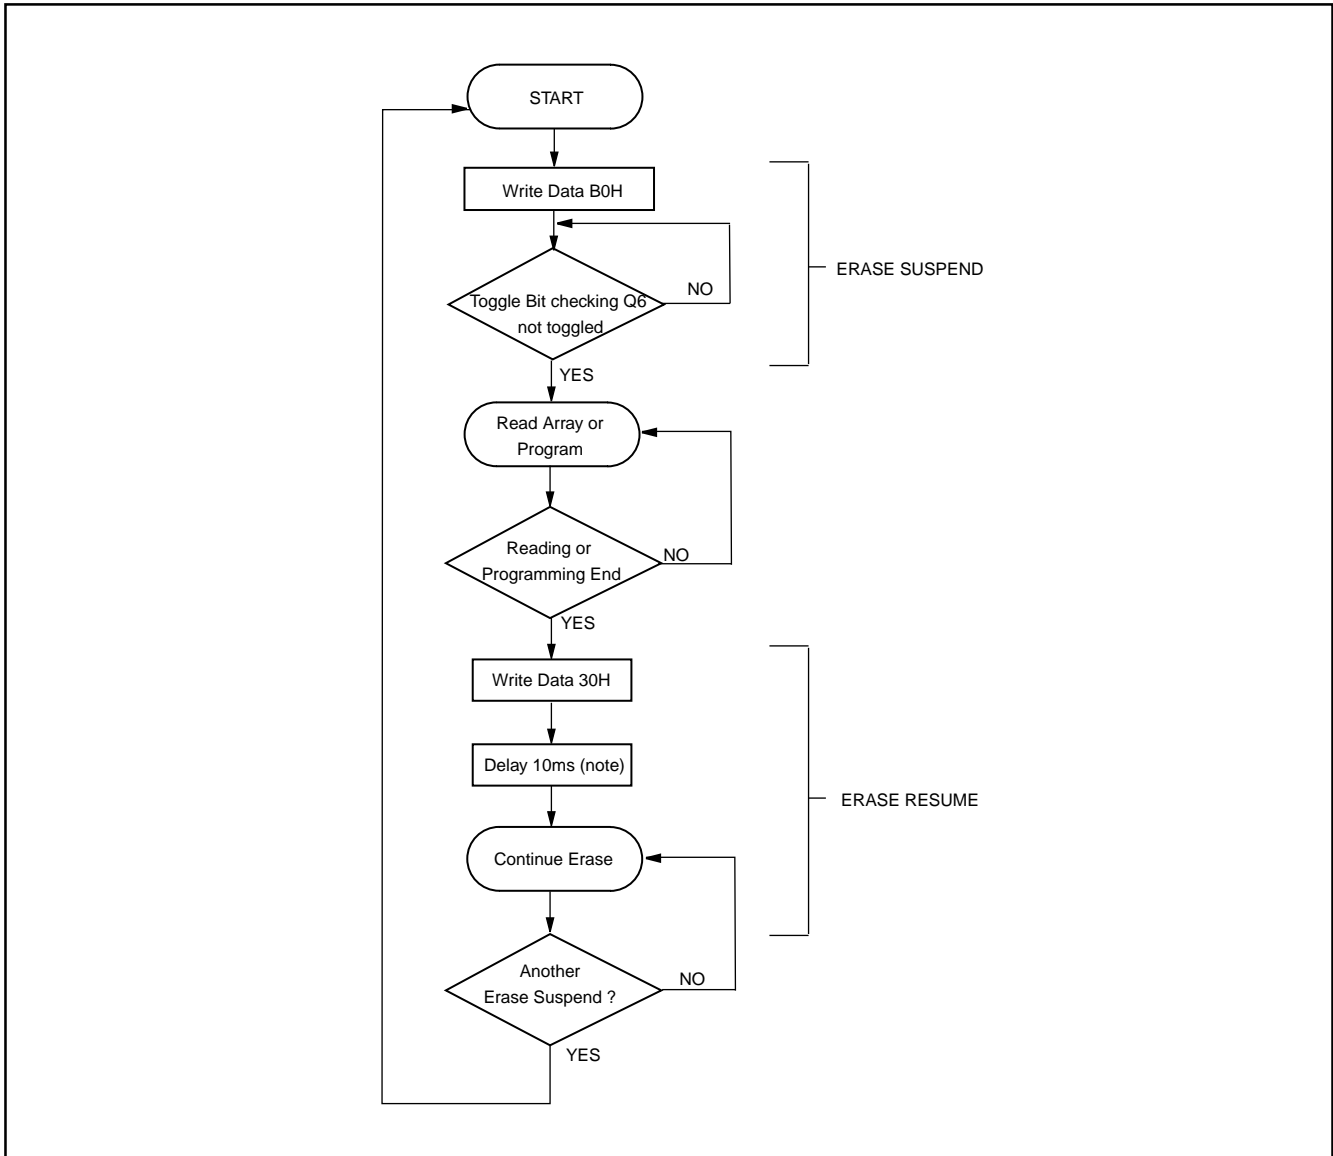 START
Write Data B0H
ERASE SUSPEND
NO
Toggle Bit checking Q6
not toggled
YES
Read Array or
Program
Reading or
NO
Programming End
YES
Write Data 30H
Delay 10ms (note)
ERASE RESUME
Continue Erase
Another
NO
Erase Suspend ?
YES